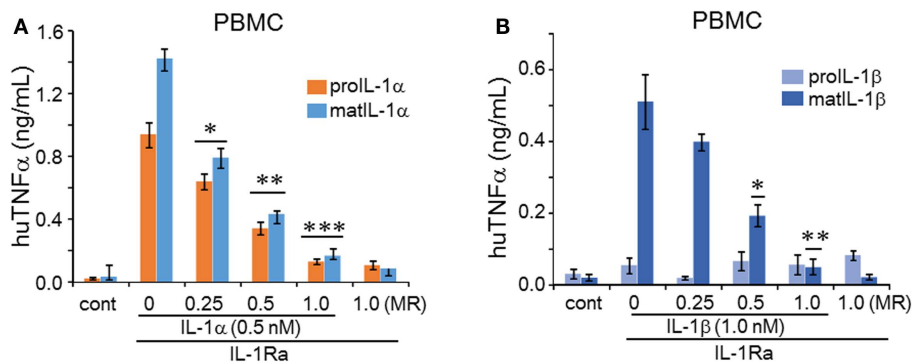 A
PBMC
huTNFα (ng/mL)
1.6
1.2
0.8
0.4
0.0
proIL-1α
matIL-1α
*
**
***
cont
0
0.25
0.5
1.0
1.0 (MR)
IL-1α (0.5 nM)
IL-1Ra
B
PBMC
huTNFα (ng/mL)
0.6
0.4
0.2
0.0
proIL-1β
matIL-1β
*
**
cont
0
0.25
0.5
1.0
1.0 (MR)
IL-1β (1.0 nM)
IL-1Ra